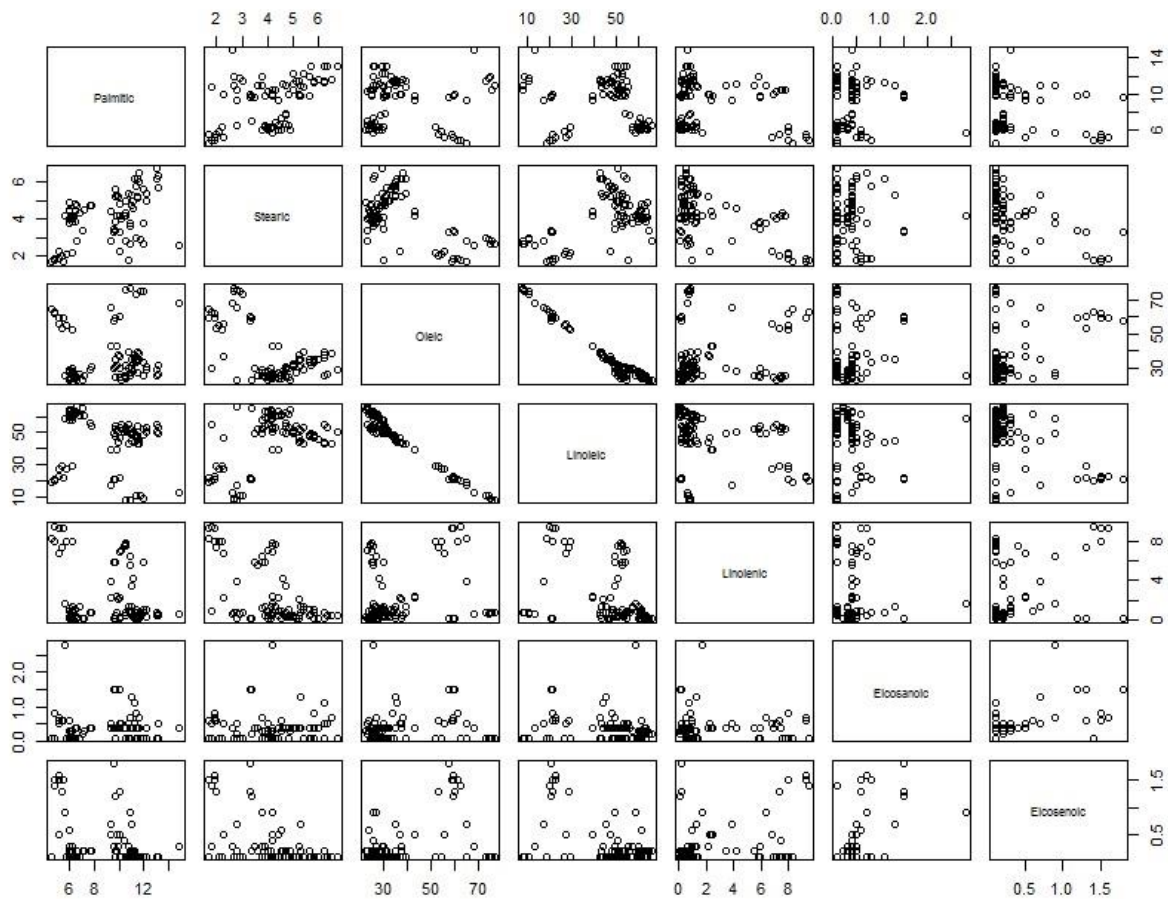 2 3 4 5 6 10 30 50 0.0 1.0 2.0
Palmitic 6 10 14
2 4 6 Stearic
Oleic 30 50 70
10 30 50 Linoleic
Linolenic 0 4 8
0.0 1.0 2.0 Eicosanoic
Eicosenoic 0.5 1.5
6 8 12 30 50 70 0 2 4 6 8 0.5 1.0 1.5